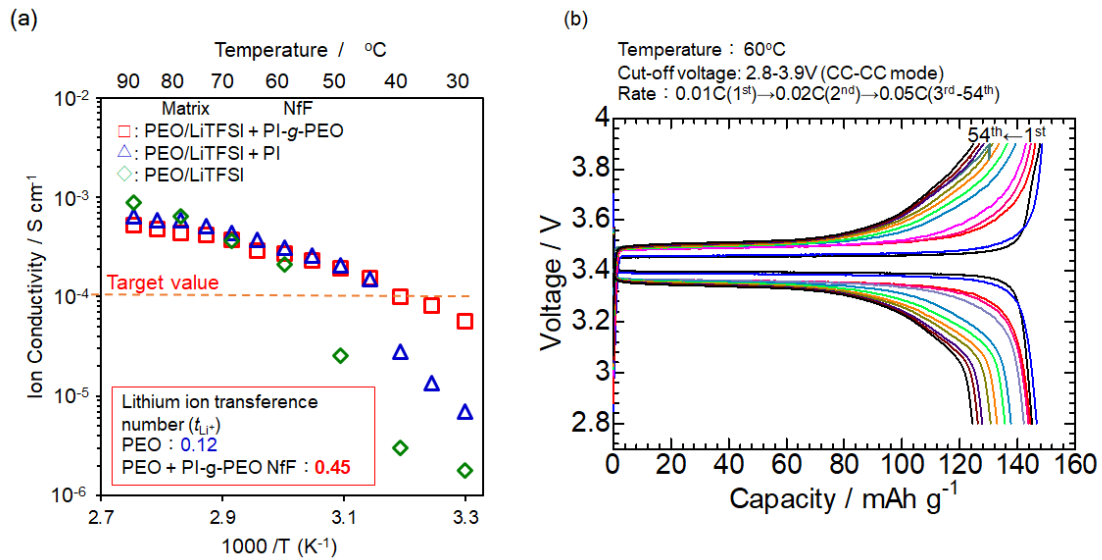 (a)
Temperature / °C
90 80 70 60 50 40 30
10⁻²
10⁻³
10⁻⁴
10⁻⁵
10⁻⁶
Ion Conductivity / S cm⁻¹
Matrix NfF
: PEO/LiTFSI + PI-g-PEO
: PEO/LiTFSI + PI
: PEO/LiTFSI
Target value
Lithium ion transference
number (t_Li⁺)
PEO : 0.12
PEO + PI-g-PEO NfF : 0.45
2.7 2.9 3.1 3.3
1000 /T (K⁻¹)
(b)
Temperature : 60°C
Cut-off voltage: 2.8-3.9V (CC-CC mode)
Rate : 0.01C(1st)→0.02C(2nd)→0.05C(3rd-54th)
54th←1st
4
3.8
3.6
3.4
3.2
3
2.8
Voltage / V
0 20 40 60 80 100 120 140 160
Capacity / mAh g⁻¹